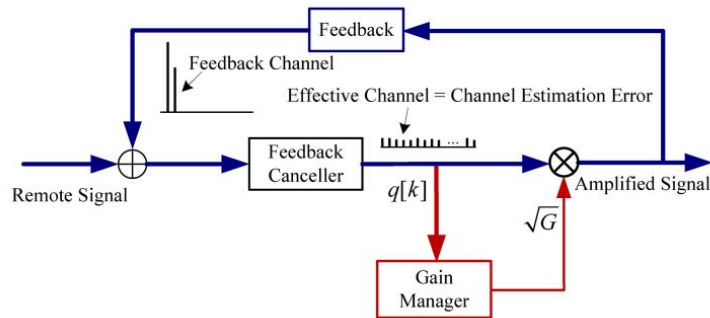 Feedback
Feedback Channel
Effective Channel = Channel Estimation Error
...
Remote Signal
Feedback
Canceller
q[k]
Amplified Signal
√G
Gain
Manager